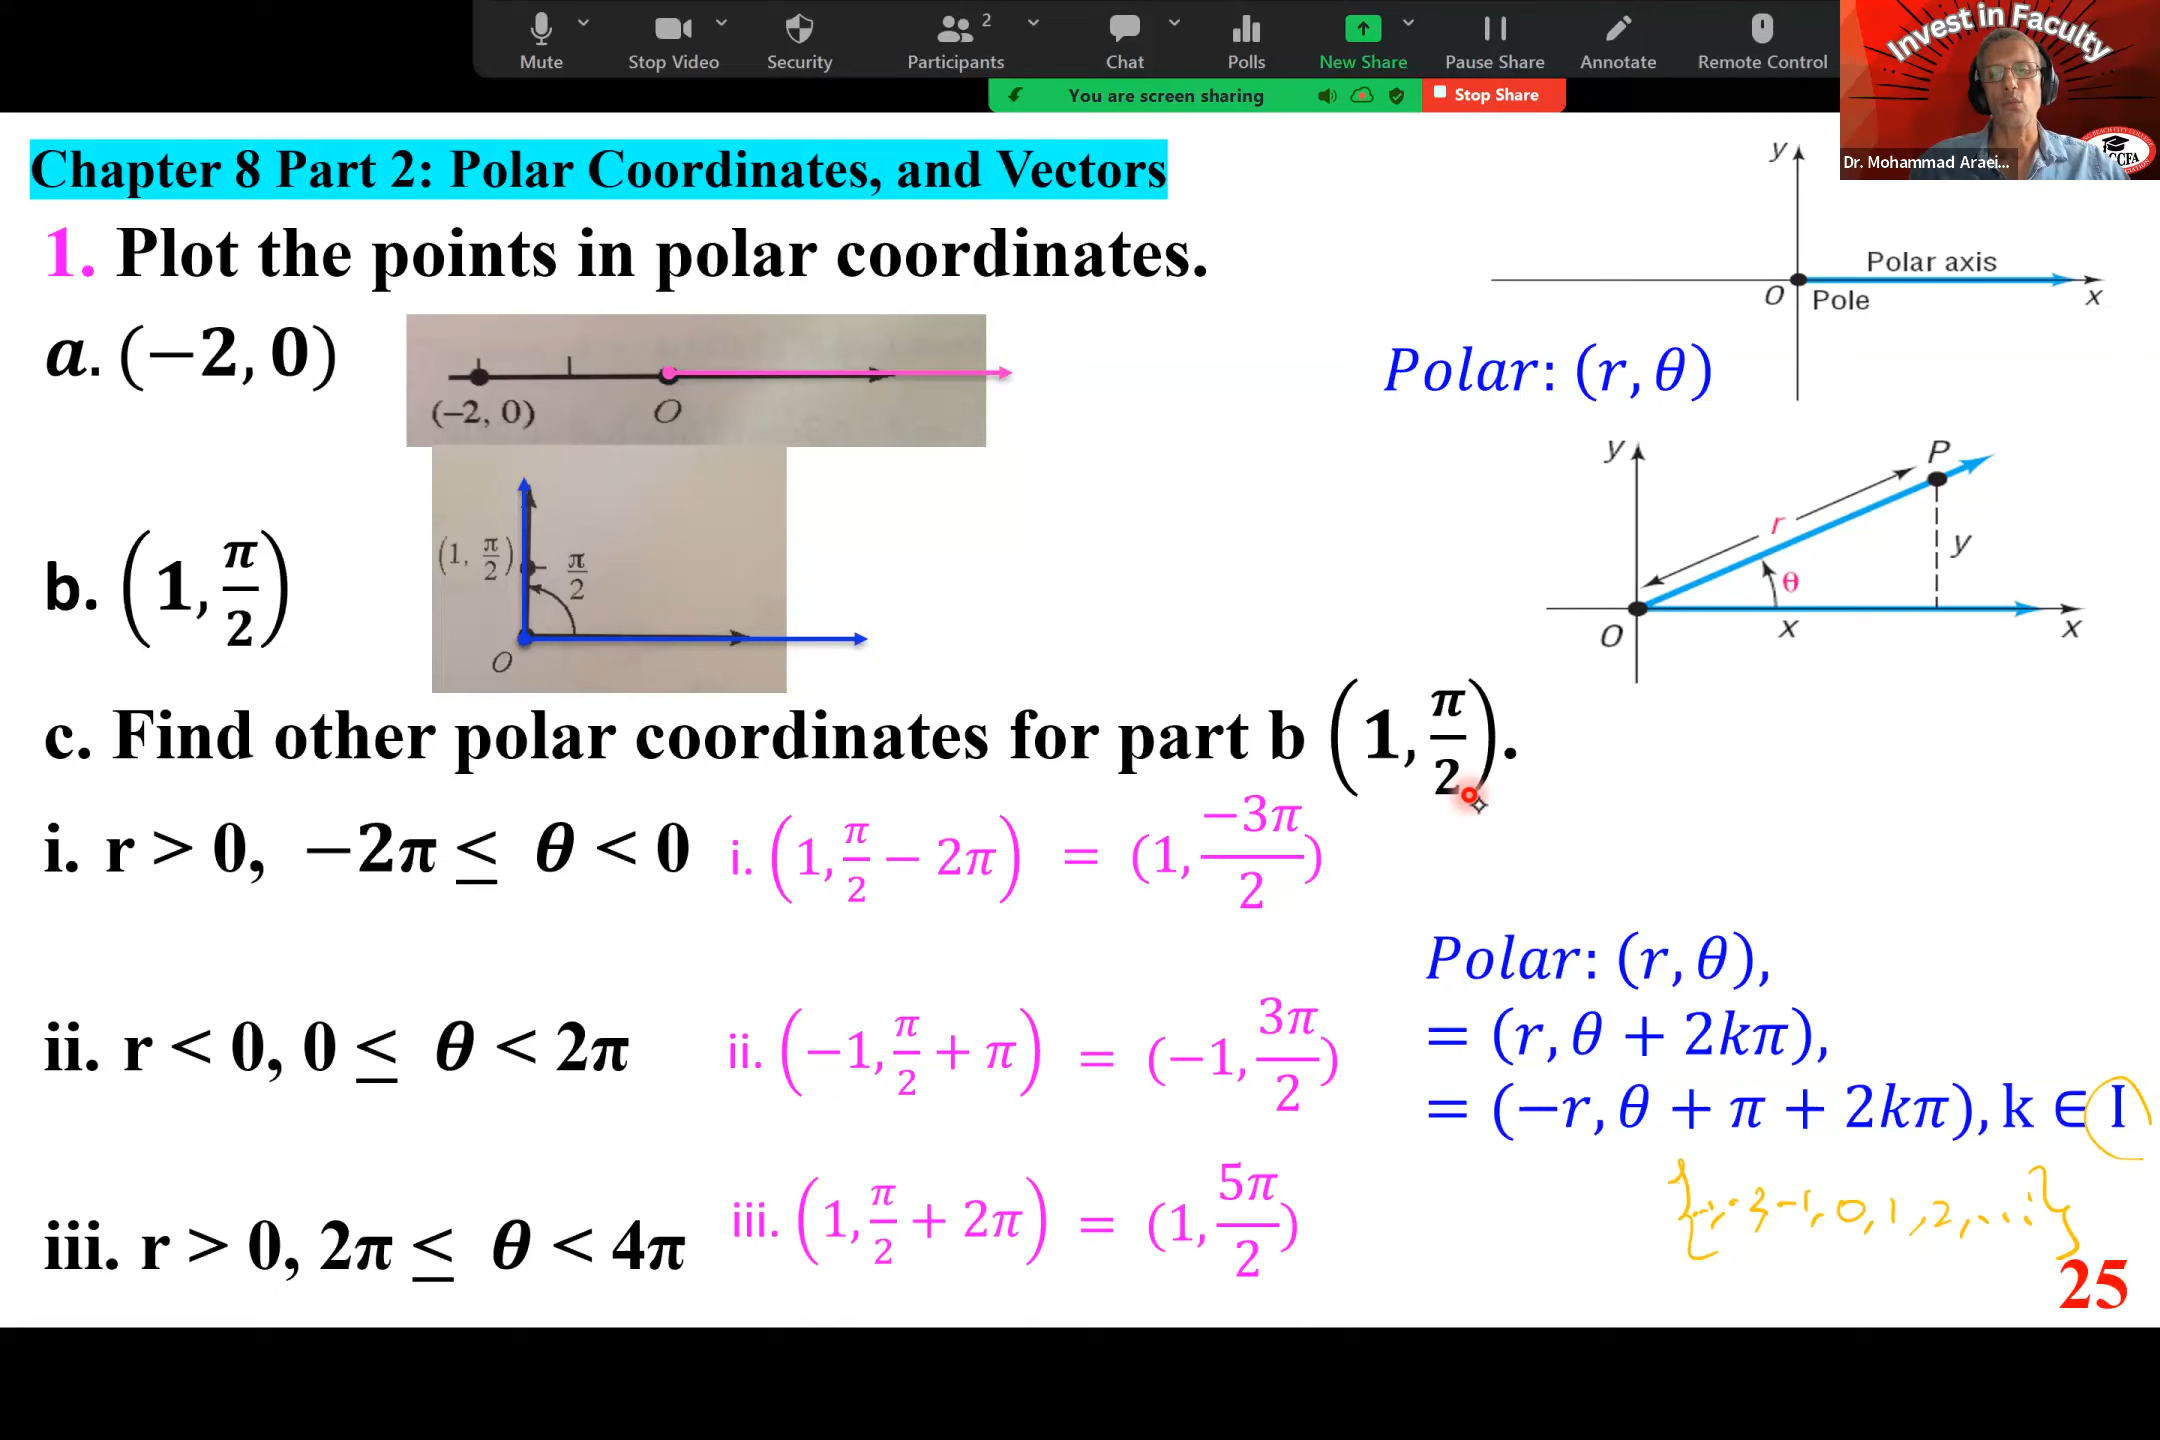 Mute
Stop Video
Security
Participants 2
Chat
Polls
New Share
Pause Share
Annotate
Remote Control
You are screen sharing
Stop Share
Invest in Faculty
CCFA
Dr. Mohammad Araei...
Chapter 8 Part 2: Polar Coordinates, and Vectors
1. Plot the points in polar coordinates.
y
Polar axis
O Pole x
a. (−2, 0)
(−2, 0) O
Polar: (r, θ)
b. (1, π/2)
(1, π/2) π/2
O
y P
r y
θ
O x x
c. Find other polar coordinates for part b (1, π/2).
i. r > 0, −2π ≤ θ < 0 i. (1, π/2 − 2π) = (1, −3π/2)
ii. r < 0, 0 ≤ θ < 2π ii. (−1, π/2 + π) = (−1, 3π/2)
iii. r > 0, 2π ≤ θ < 4π iii. (1, π/2 + 2π) = (1, 5π/2)
Polar: (r, θ),
= (r, θ + 2kπ),
= (−r, θ + π + 2kπ), k ∈ I
-1, 0, 1, 2, ...}
25